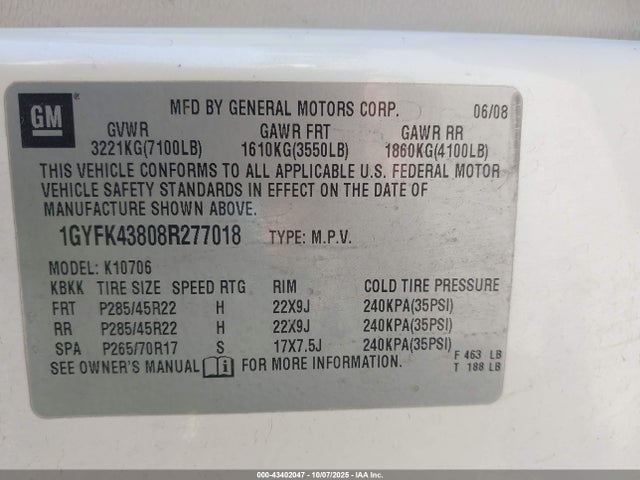 GM
MFD BY GENERAL MOTORS CORP. 06/08
GVWR GAWR FRT GAWR RR
3221KG(7100LB) 1610KG(3550LB) 1860KG(4100LB)
THIS VEHICLE CONFORMS TO ALL APPLICABLE U.S. FEDERAL MOTOR
VEHICLE SAFETY STANDARDS IN EFFECT ON THE DATE OF
MANUFACTURE SHOWN ABOVE.
1GYFK43808R277018 TYPE: M.P.V.
MODEL: K10706
KBKK TIRE SIZE SPEED RTG RIM COLD TIRE PRESSURE
FRT P285/45R22 H 22X9J 240KPA(35PSI)
RR P285/45R22 H 22X9J 240KPA(35PSI)
SPA P265/70R17 S 17X7.5J 240KPA(35PSI)
SEE OWNER'S MANUAL FOR MORE INFORMATION.
F 463 LB
T 188 LB
000-43402047 - 10/07/2025 - IAA Inc.